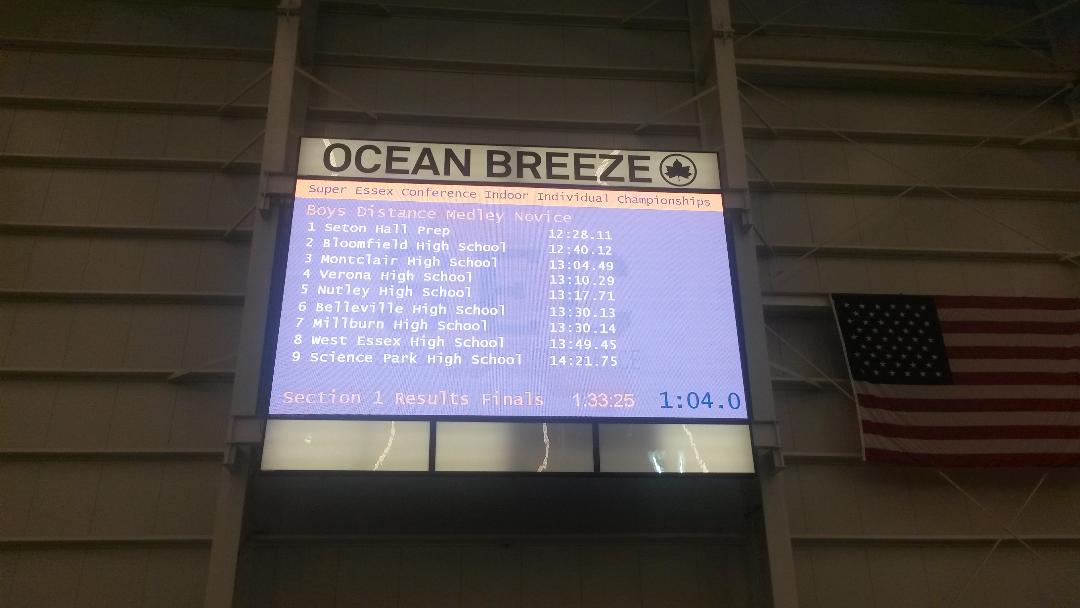 OCEAN BREEZE
Super Essex Conference Indoor Individual Championships
Boys Distance Medley Novice
1 Seton Hall Prep 12:28.11
2 Bloomfield High School 12:40.12
3 Montclair High School 13:04.49
4 Verona High School 13:10.29
5 Nutley High School 13:17.71
6 Belleville High School 13:30.13
7 Millburn High School 13:30.14
8 West Essex High School 13:49.45
9 Science Park High School 14:21.75
Section 1 Results Finals 1:33:25 1:04.0